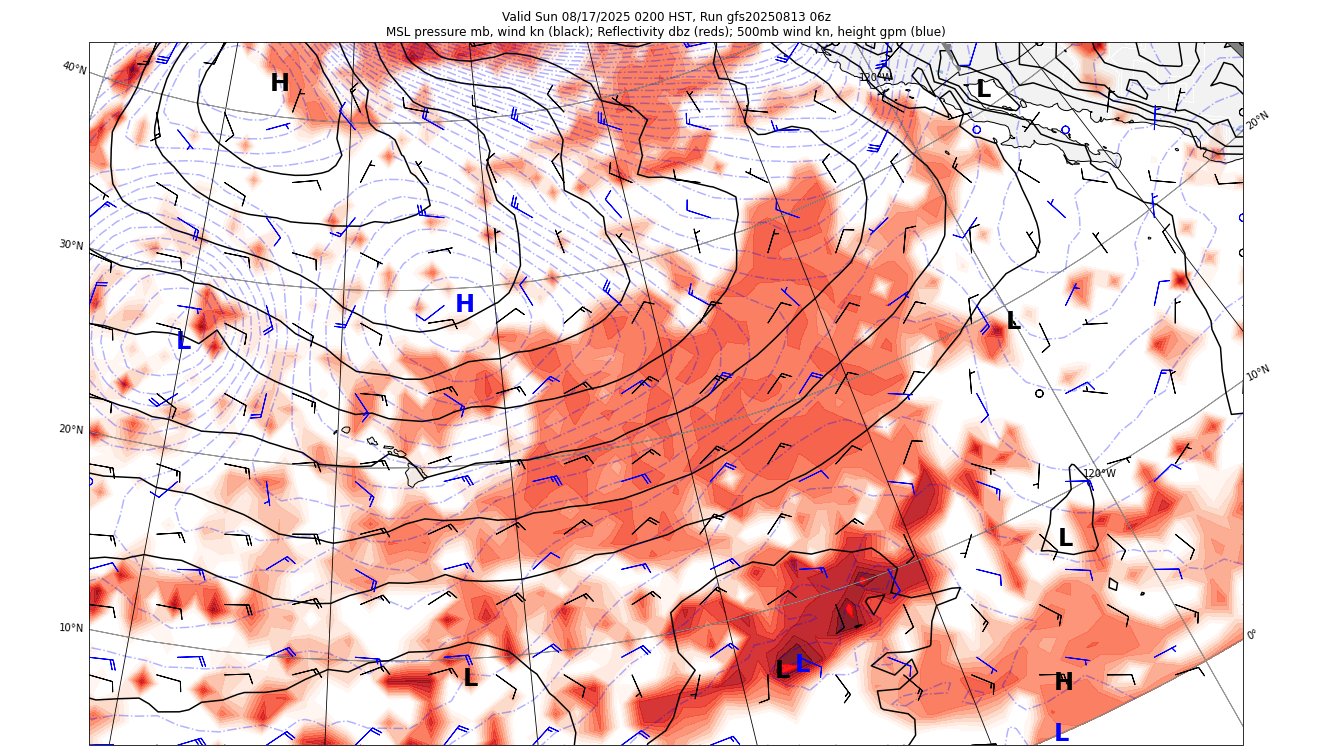 Valid Sun 08/17/2025 0200 HST, Run gfs20250813 06z
MSL pressure mb, wind kn (black); Reflectivity dbz (reds); 500mb wind kn, height gpm (blue)
40°N
H
120°W
L
20°N
30°N
H
L
L
10°N
20°N
120°W
L
10°N
0°
L
L
L
H
L